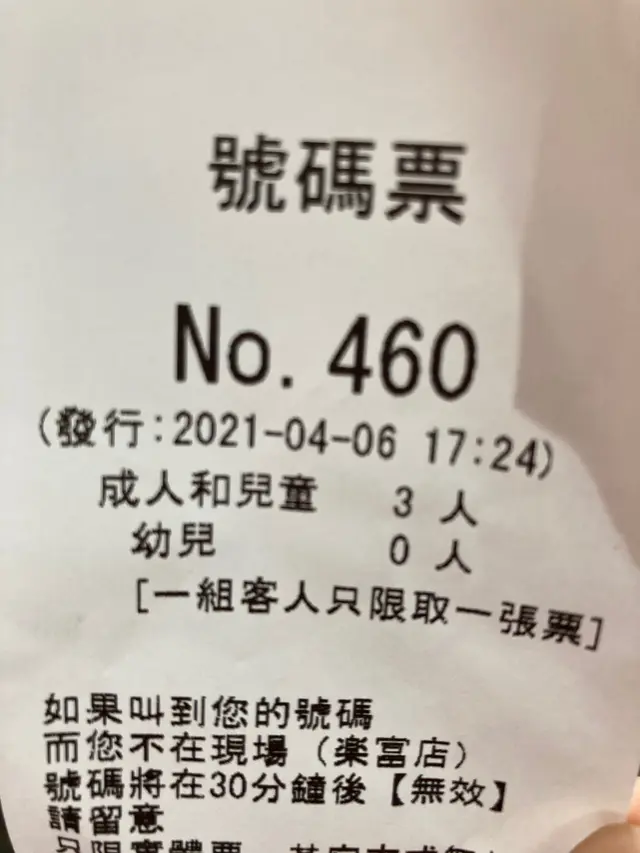 號碼票
No. 460
(發行:2021-04-06 17:24)
成人和兒童 3 人
幼兒 0 人
[一組客人只限取一張票]
如果叫到您的號碼
而您不在現場（楽富店）
號碼將在30分鐘後【無效】
請留意